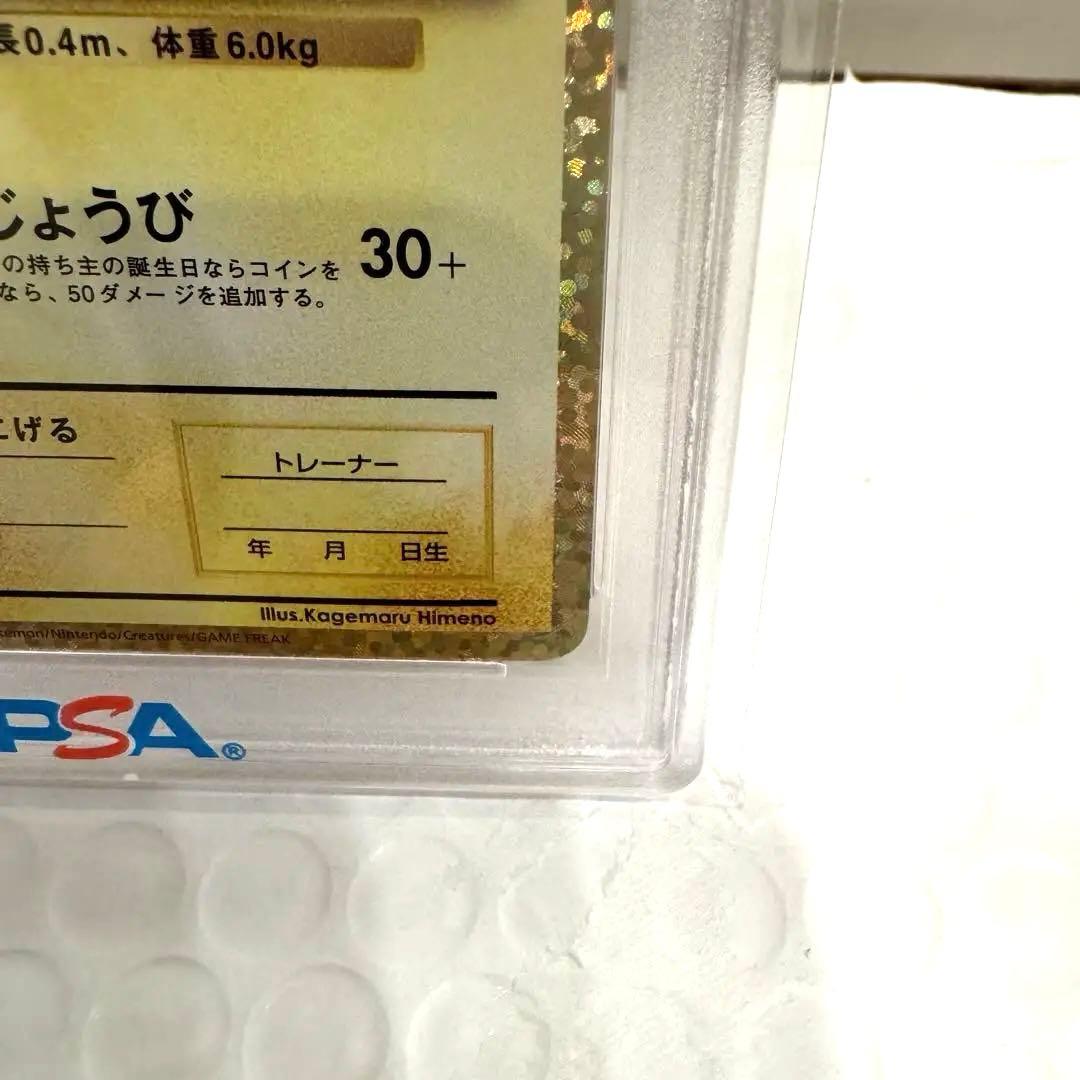 長0.4m、体重6.0kg
じょうび
30+
の持ち主の誕生日ならコインを
なら、50ダメージを追加する。
げる
トレーナー
年 月 日生
Illus.Kagemaru Himeno
kemon/Nintendo/Creatures/GAME FREAK
PSA®